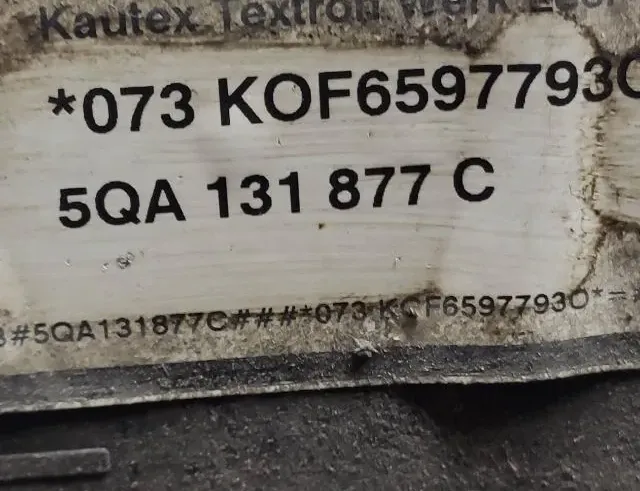 Kautex Textron Werk
*073 KOF6597793
5QA 131 877 C
#5QA131877C###*073 KOF6597793O*=